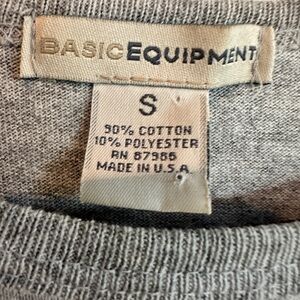 BASICEQUIPMENT
S
90% COTTON
10% POLYESTER
RN 87966
MADE IN U.S.A